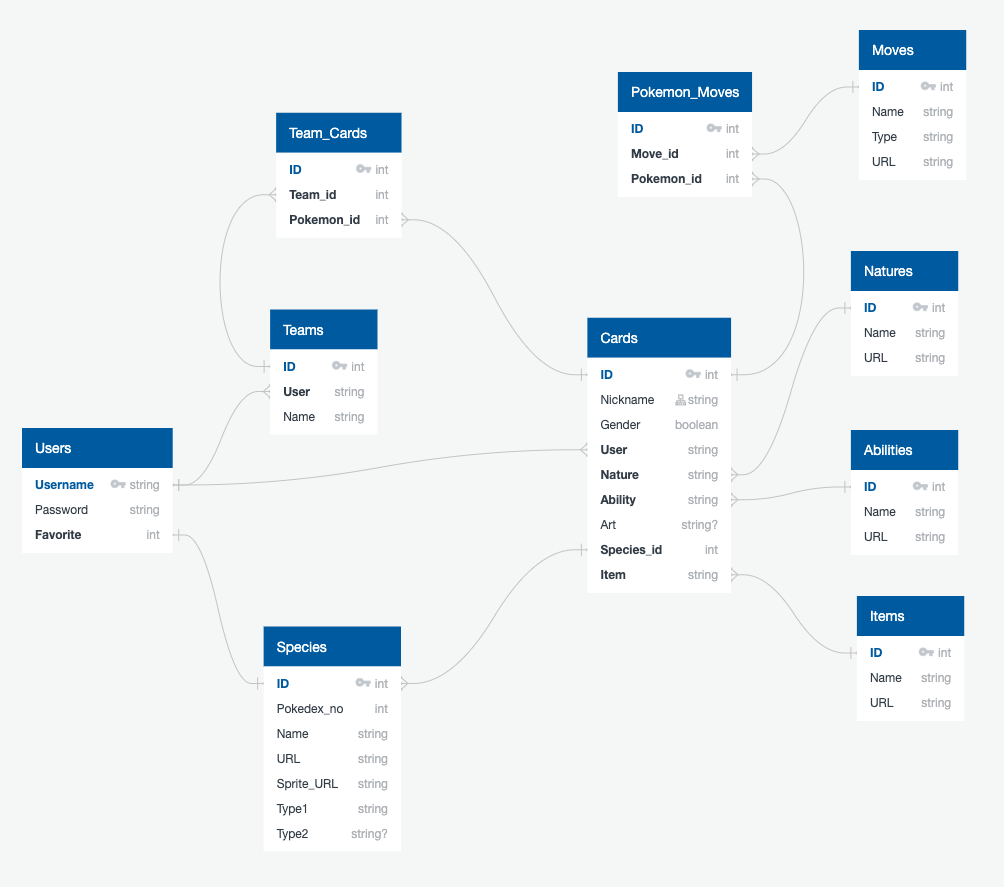 Moves
ID int
Name string
Type string
URL string
Pokemon_Moves
ID int
Move_id int
Pokemon_id int
Team_Cards
ID int
Team_id int
Pokemon_id int
Natures
ID int
Name string
URL string
Teams
ID int
User string
Name string
Cards
ID int
Nickname string
Gender boolean
User string
Nature string
Ability string
Art string?
Species_id int
Item string
Users
Username string
Password string
Favorite int
Abilities
ID int
Name string
URL string
Items
ID int
Name string
URL string
Species
ID int
Pokedex_no int
Name string
URL string
Sprite_URL string
Type1 string
Type2 string?